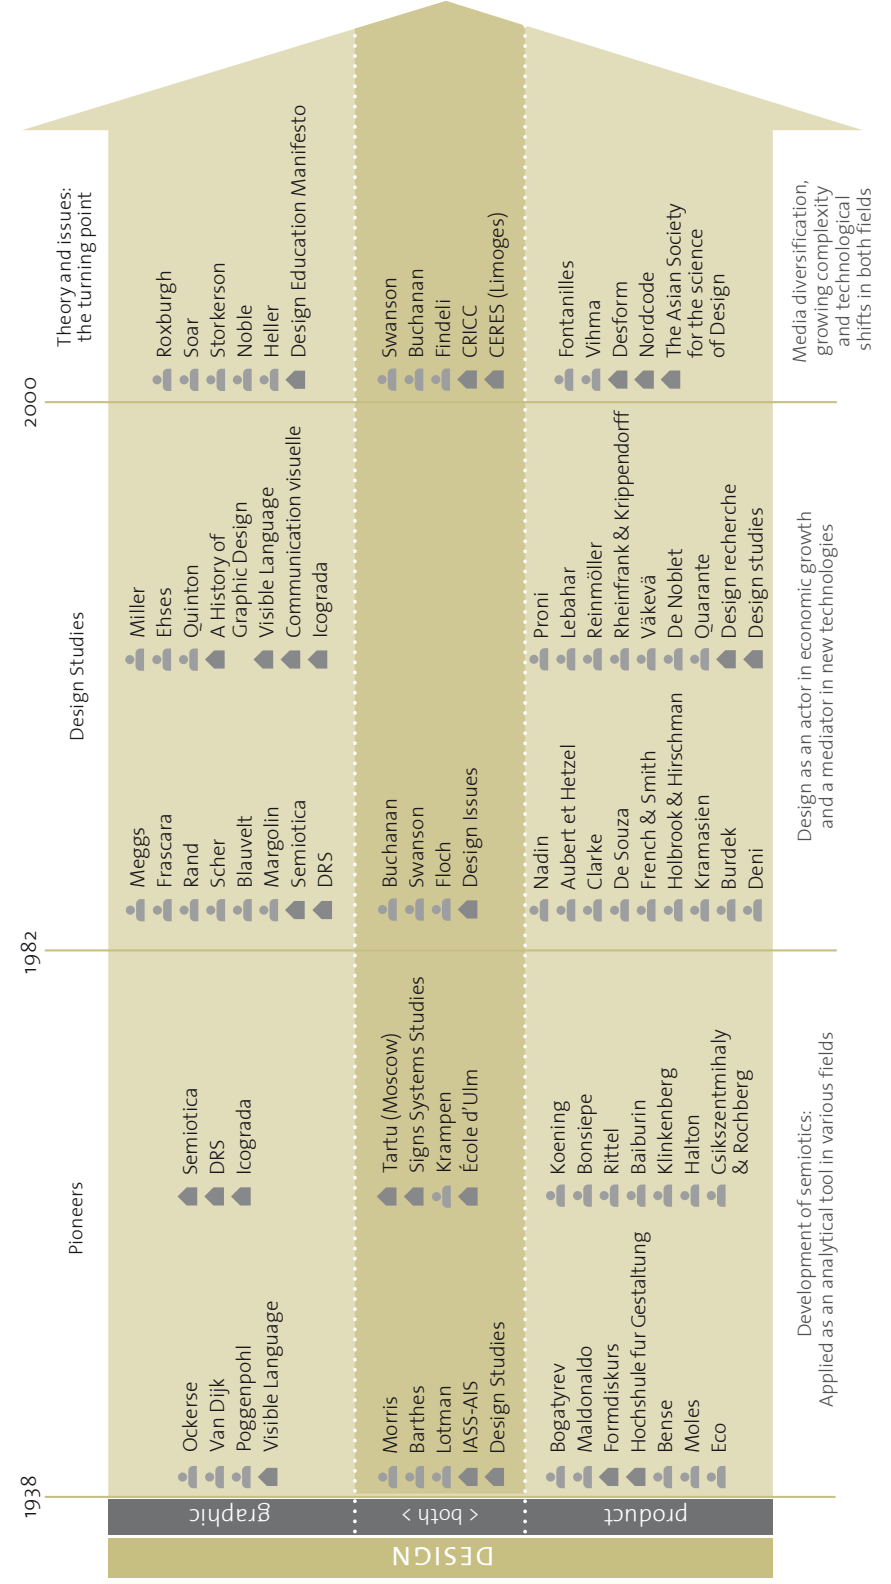 DESIGN
graphic
< both >
product
1938
1982
2000
Pioneers
Design Studies
Theory and issues:
the turning point
Ockerse
Van Dijk
Poggenpohl
Visible Language
Semiotica
DRS
Icograda
Meggs
Frascara
Rand
Scher
Blauvelt
Margolin
Semiotica
DRS
Miller
Ehses
Quinton
A History of
Graphic Design
Visible Language
Communication visuelle
Icograda
Roxburgh
Soar
Storkerson
Noble
Heller
Design Education Manifesto
Morris
Barthes
Lotman
IASS-AIS
Design Studies
Tartu (Moscow)
Signs Systems Studies
Krampen
École d'Ulm
Buchanan
Swanson
Floch
Design Issues
Swanson
Buchanan
Findeli
CRICC
CERES (Limoges)
Bogatyrev
Maldonaldo
Formdiskurs
Hochshule fur Gestaltung
Bense
Moles
Eco
Koening
Bonsiepe
Rittel
Baiburin
Klinkenberg
Halton
Csikszentmihaly
& Rochberg
Nadin
Aubert et Hetzel
Clarke
De Souza
French & Smith
Holbrook & Hirschman
Kramasien
Burdek
Deni
Proni
Lebahar
Reinmöller
Rheinfrank & Krippendorff
Väkevä
De Noblet
Quarante
Design recherche
Design studies
Fontanilles
Vihma
Desform
Nordcode
The Asian Society
for the science
of Design
Development of semiotics:
Applied as an analytical tool in various fields
Design as an actor in economic growth
and a mediator in new technologies
Media diversification,
growing complexity
and technological
shifts in both fields